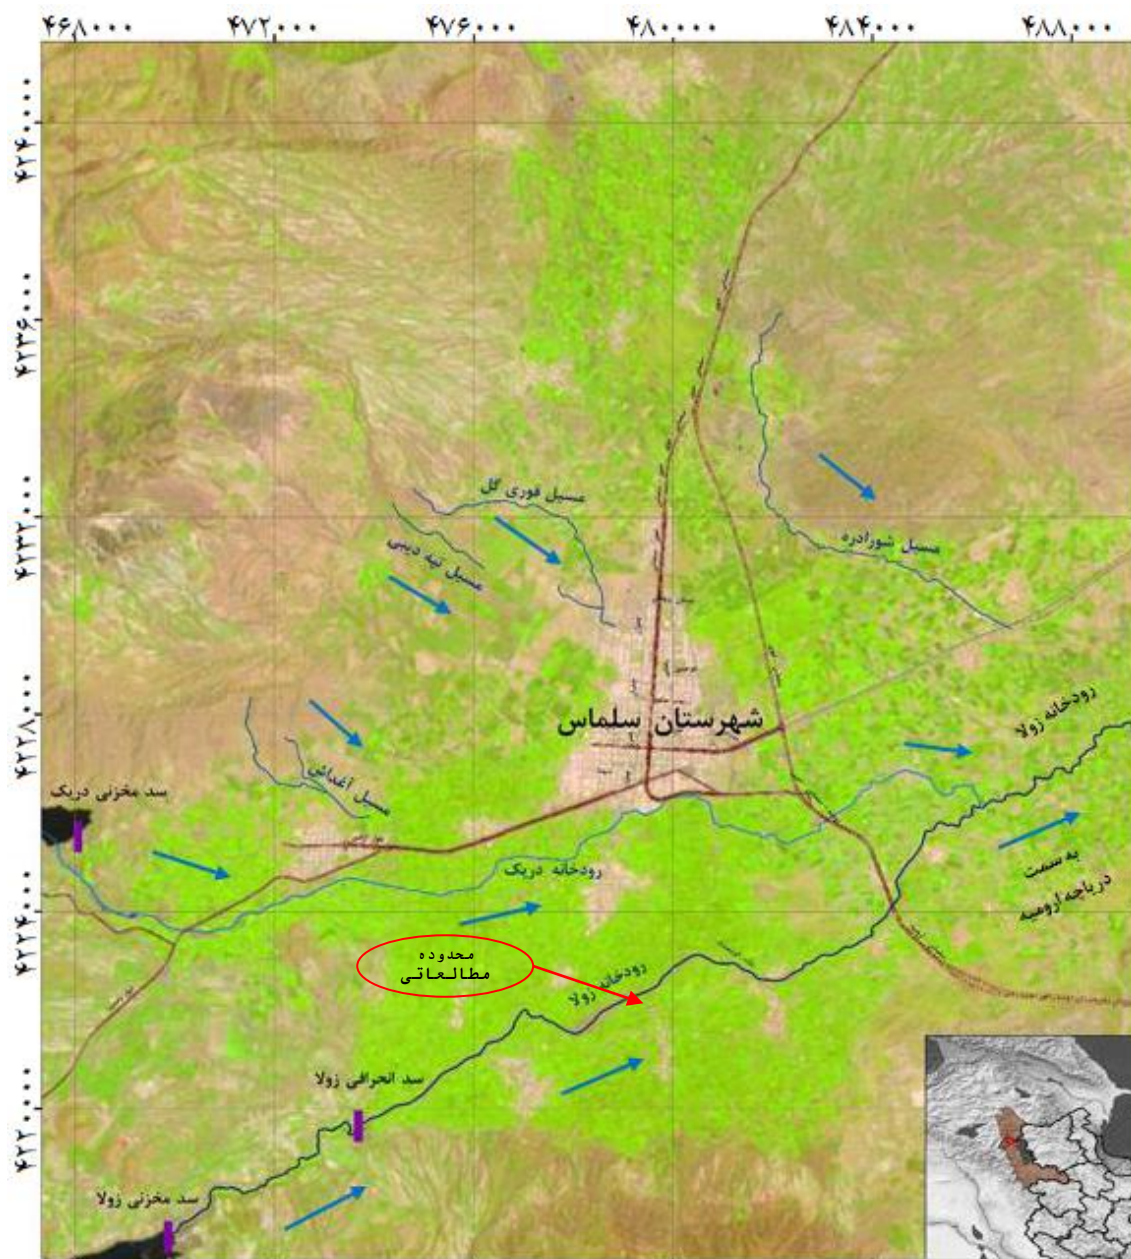 ۴۶۸۰۰۰
۴۷۲۰۰۰
۴۷۶۰۰۰
۴۸۰۰۰۰
۴۸۴۰۰۰
۴۸۸۰۰۰
۴۲۴۰۰۰۰
۴۲۳۶۰۰۰
۴۲۳۲۰۰۰
۴۲۲۸۰۰۰
۴۲۲۴۰۰۰
۴۲۲۰۰۰۰
مسیل قوری گل
مسیل تپه دیبی
مسیل شورادره
شهرستان سلماس
رودخانه زولا
مسیل آغداش
سد مخزنی دریک
رودخانه دریک
به سمت
دریاچه ارومیه
محدوده
مطالعاتی
رودخانه زولا
سد انحرافی زولا
سد مخزنی زولا